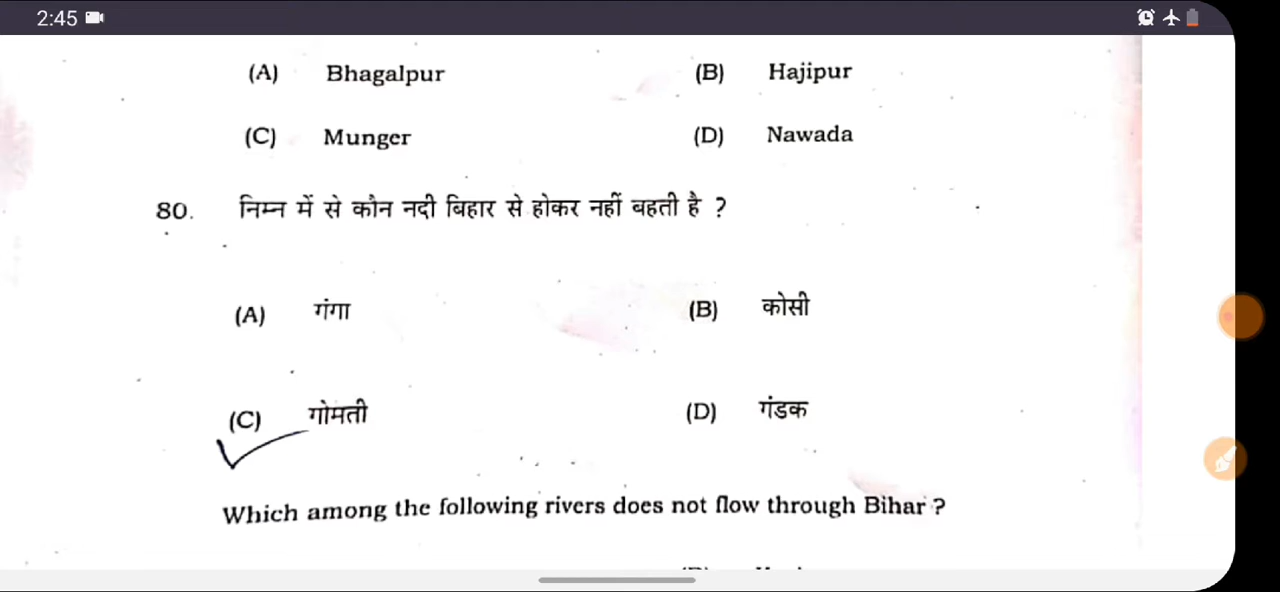 2:45
(A) Bhagalpur (B) Hajipur
(C) Munger (D) Nawada
80. निम्न में से कौन नदी बिहार से होकर नहीं बहती है ?
(A) गंगा (B) कोसी
(C) गोमती (D) गंडक
Which among the following rivers does not flow through Bihar ?